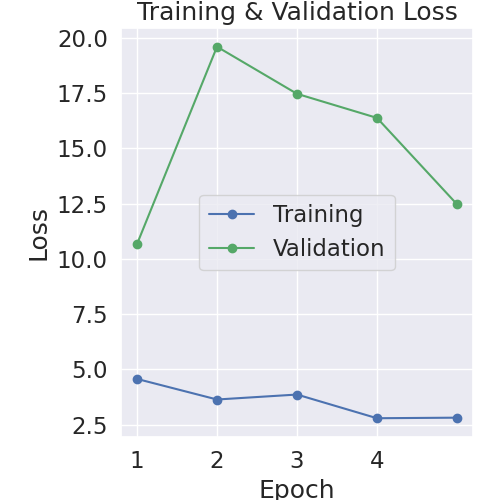 Training & Validation Loss
Loss
20.0
17.5
15.0
12.5
10.0
7.5
5.0
2.5
Training
Validation
1 2 3 4
Epoch